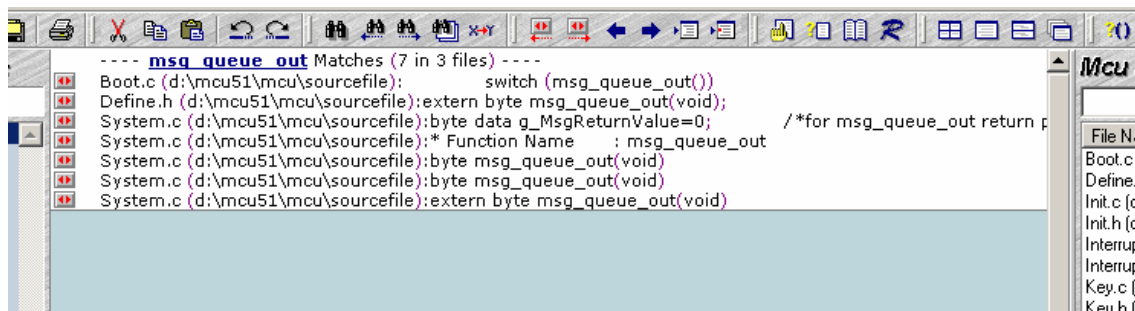 ---- msg_queue_out Matches (7 in 3 files) ----
Boot.c (d:\mcu51\mcu\sourcefile): switch (msg_queue_out())
Define.h (d:\mcu51\mcu\sourcefile):extern byte msg_queue_out(void);
System.c (d:\mcu51\mcu\sourcefile):byte data g_MsgReturnValue=0; /*for msg_queue_out return
System.c (d:\mcu51\mcu\sourcefile):* Function Name : msg_queue_out
System.c (d:\mcu51\mcu\sourcefile):byte msg_queue_out(void)
System.c (d:\mcu51\mcu\sourcefile):byte msg_queue_out(void)
System.c (d:\mcu51\mcu\sourcefile):extern byte msg_queue_out(void)
Mcu
File
Boot.c
Define.
Init.c
Init.h
Key.c
Key.h